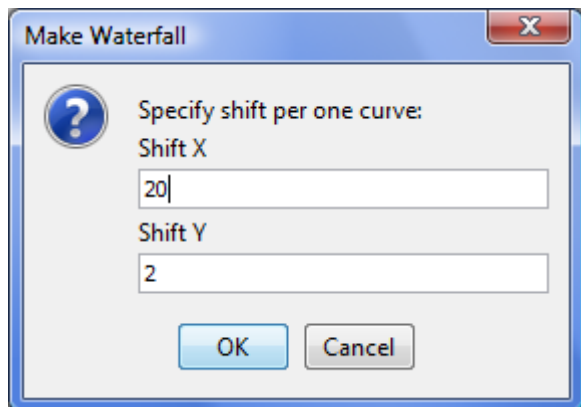 Make Waterfall
Specify shift per one curve:
Shift X
20
Shift Y
2
OK Cancel